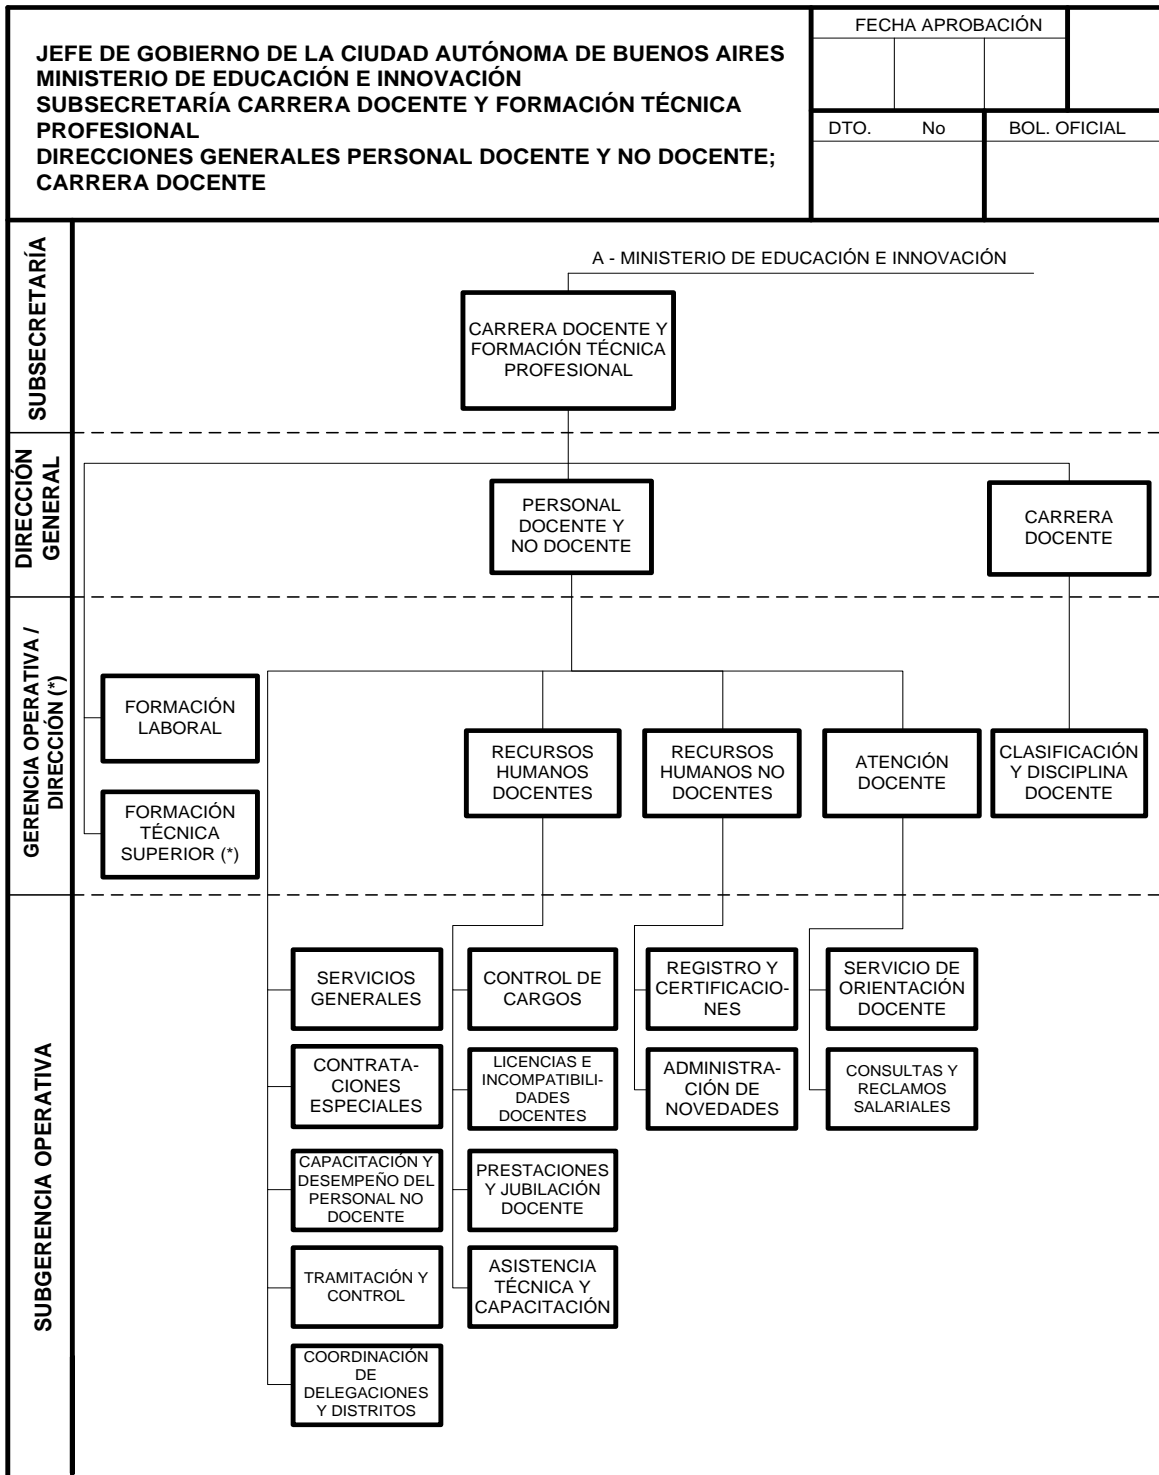 JEFE DE GOBIERNO DE LA CIUDAD AUTÓNOMA DE BUENOS AIRES
MINISTERIO DE EDUCACIÓN E INNOVACIÓN
SUBSECRETARÍA CARRERA DOCENTE Y FORMACIÓN TÉCNICA
PROFESIONAL
DIRECCIONES GENERALES PERSONAL DOCENTE Y NO DOCENTE;
CARRERA DOCENTE
FECHA APROBACIÓN
DTO. No
BOL. OFICIAL
SUBSECRETARÍA
A - MINISTERIO DE EDUCACIÓN E INNOVACIÓN
CARRERA DOCENTE Y
FORMACIÓN TÉCNICA
PROFESIONAL
DIRECCIÓN
GENERAL
PERSONAL
DOCENTE Y
NO DOCENTE
CARRERA
DOCENTE
GERENCIA OPERATIVA /
DIRECCIÓN (*)
FORMACIÓN
LABORAL
FORMACIÓN
TÉCNICA
SUPERIOR (*)
RECURSOS
HUMANOS
DOCENTES
RECURSOS
HUMANOS NO
DOCENTES
ATENCIÓN
DOCENTE
CLASIFICACIÓN
Y DISCIPLINA
DOCENTE
SUBGERENCIA OPERATIVA
SERVICIOS
GENERALES
CONTRATA-
CIONES
ESPECIALES
CAPACITACIÓN Y
DESEMPEÑO DEL
PERSONAL NO
DOCENTE
TRAMITACIÓN Y
CONTROL
COORDINACIÓN
DE
DELEGACIONES
Y DISTRITOS
CONTROL DE
CARGOS
LICENCIAS E
INCOMPATIBILI-
DADES
DOCENTES
PRESTACIONES
Y JUBILACIÓN
DOCENTE
ASISTENCIA
TÉCNICA Y
CAPACITACIÓN
REGISTRO Y
CERTIFICACIO-
NES
ADMINISTRA-
CIÓN DE
NOVEDADES
SERVICIO DE
ORIENTACIÓN
DOCENTE
CONSULTAS Y
RECLAMOS
SALARIALES